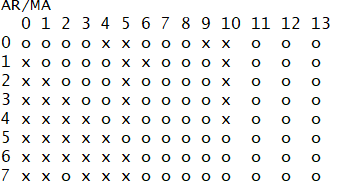 AR/MA
0 1 2 3 4 5 6 7 8 9 10 11 12 13
0 o o o o x x o o o x x o o o
1 x o o o o x x o o o x o o o
2 x x o o o x o o o o x o o o
3 x x x o o x o o o o x o o o
4 x x x x o x o o o o x o o o
5 x x x x x o o o o o o o o o
6 x x x x x x o o o o o o o o
7 x x o x x x o o o o o o o o